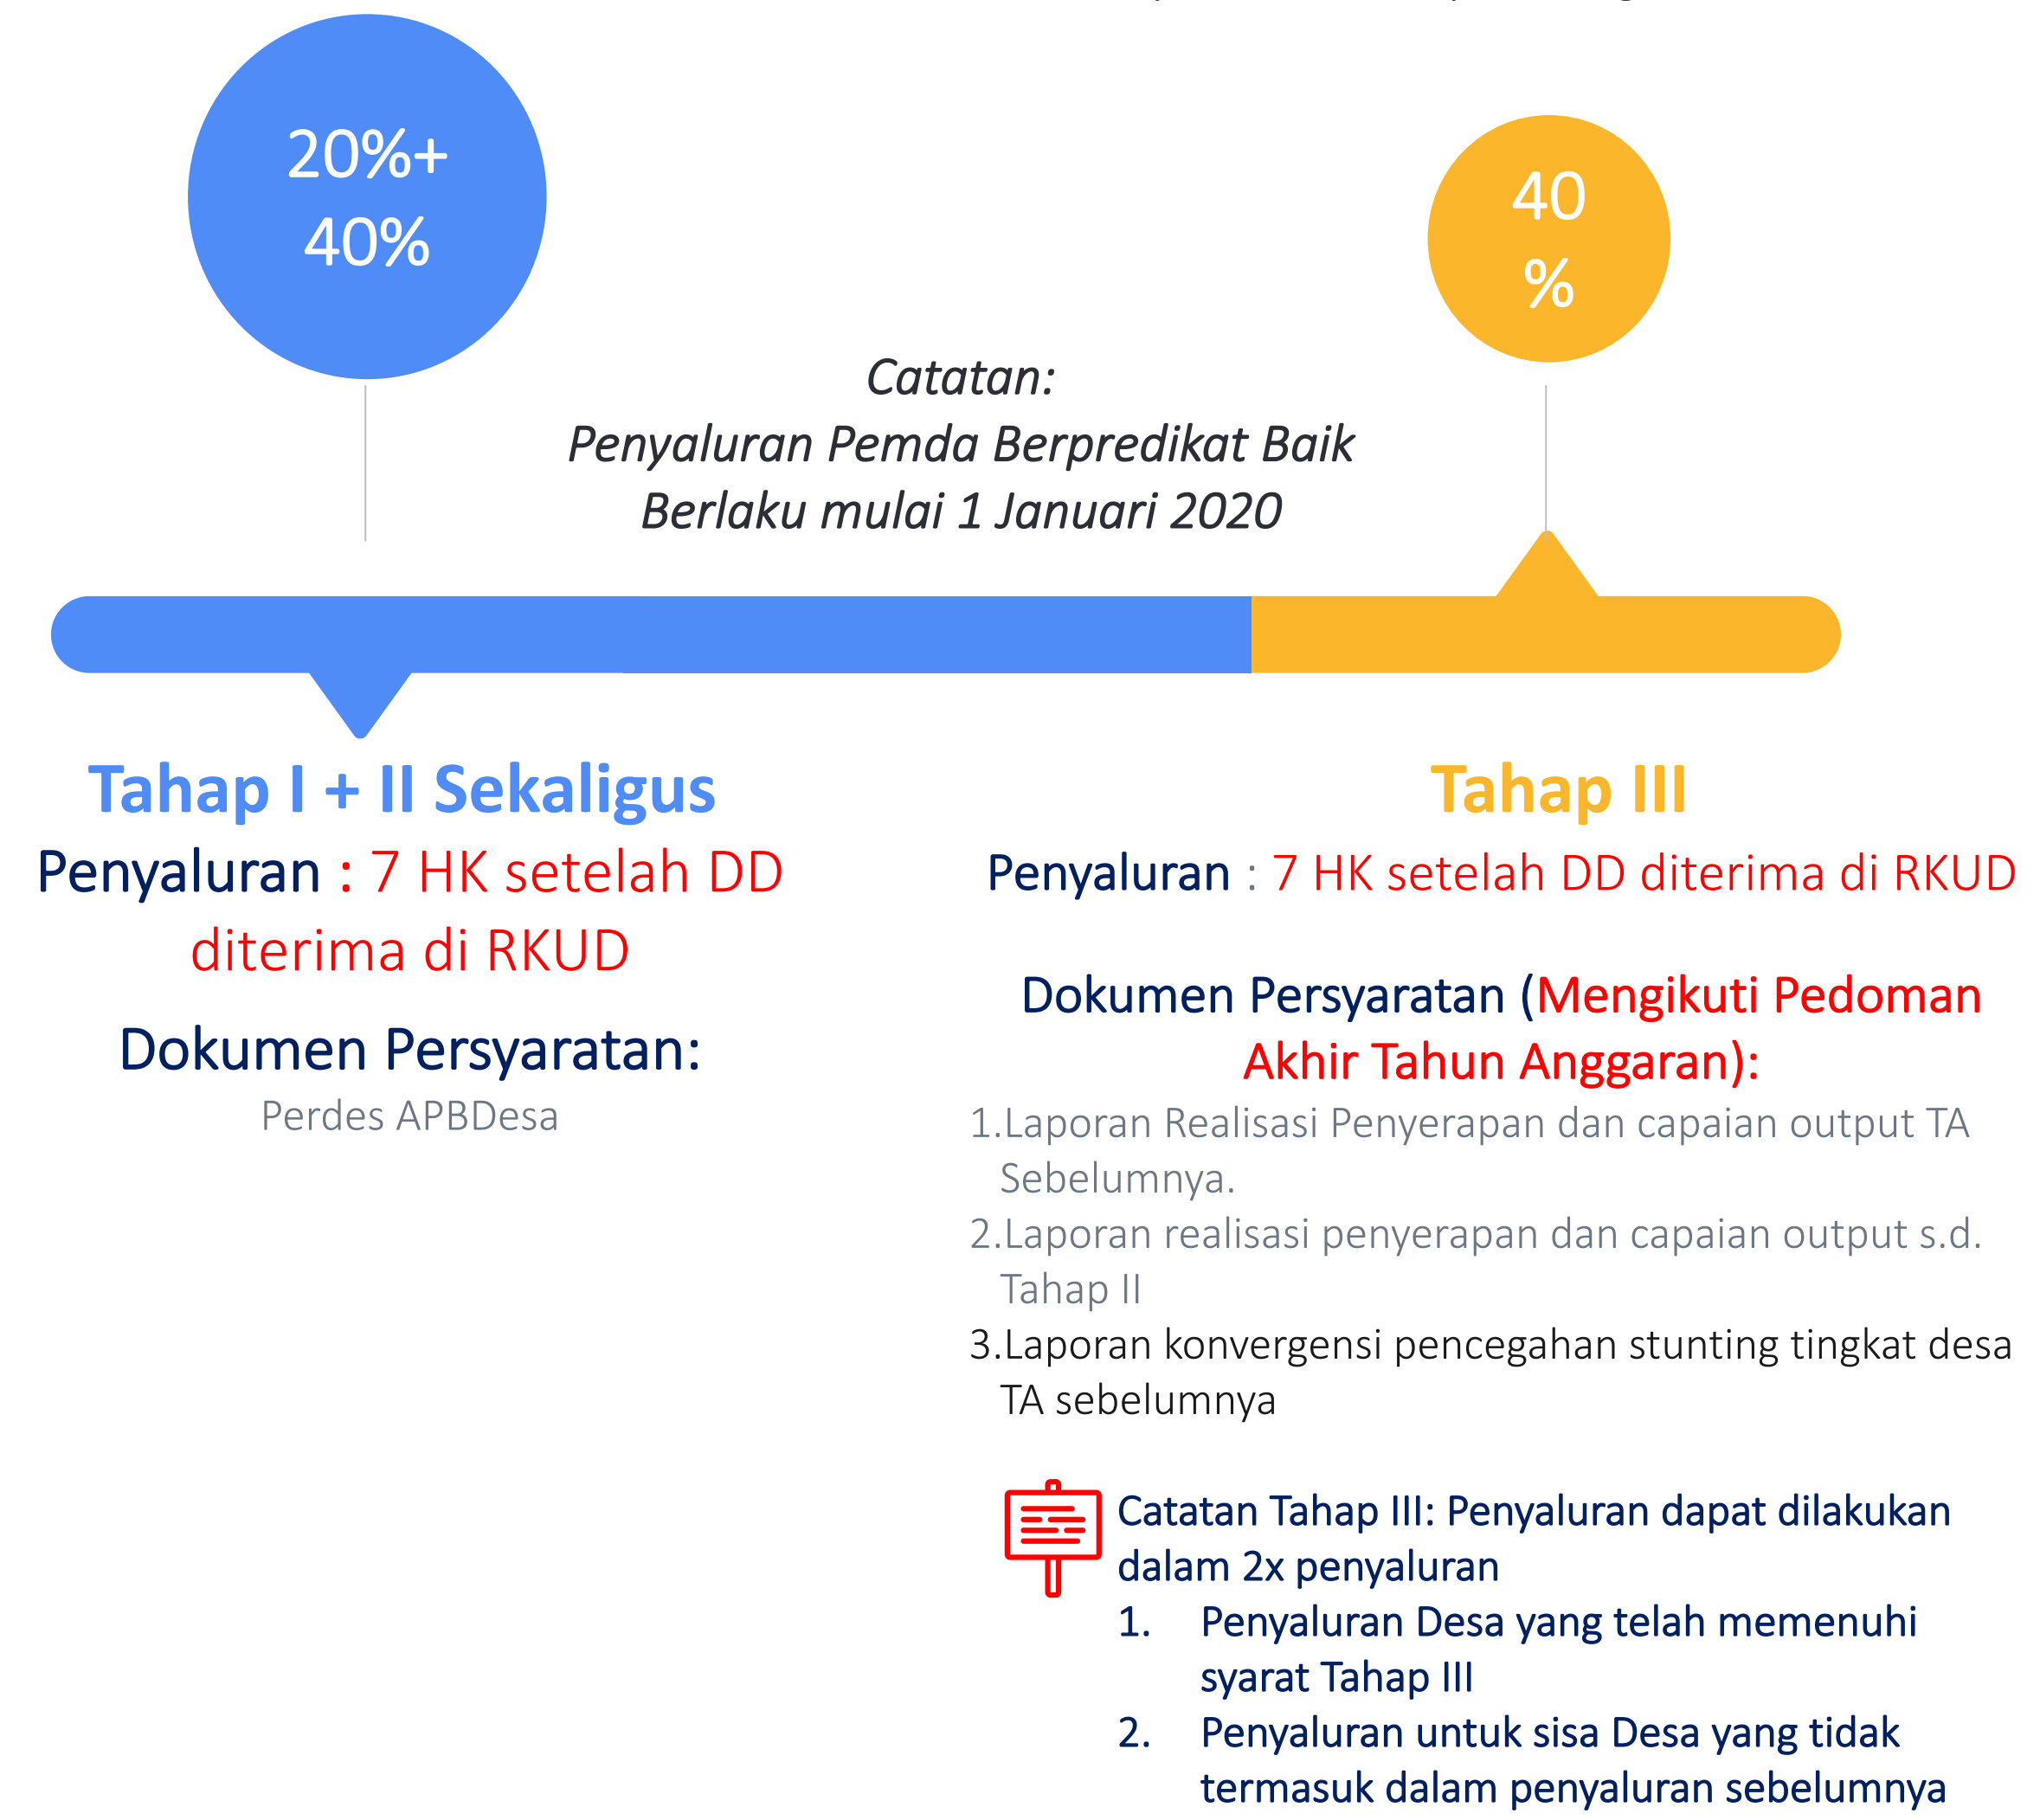 20%+
40%
40
%
Catatan:
Penyaluran Pemda Berpredikat Baik
Berlaku mulai 1 Januari 2020
Tahap I + II Sekaligus
Penyaluran : 7 HK setelah DD
diterima di RKUD
Dokumen Persyaratan:
Perdes APBDesa
Tahap III
Penyaluran : 7 HK setelah DD diterima di RKUD
Dokumen Persyaratan (Mengikuti Pedoman
Akhir Tahun Anggaran):
1.Laporan Realisasi Penyerapan dan capaian output TA
Sebelumnya.
2.Laporan realisasi penyerapan dan capaian output s.d.
Tahap II
3.Laporan konvergensi pencegahan stunting tingkat desa
TA sebelumnya
Catatan Tahap III: Penyaluran dapat dilakukan
dalam 2x penyaluran
1. Penyaluran Desa yang telah memenuhi
syarat Tahap III
2. Penyaluran untuk sisa Desa yang tidak
termasuk dalam penyaluran sebelumnya